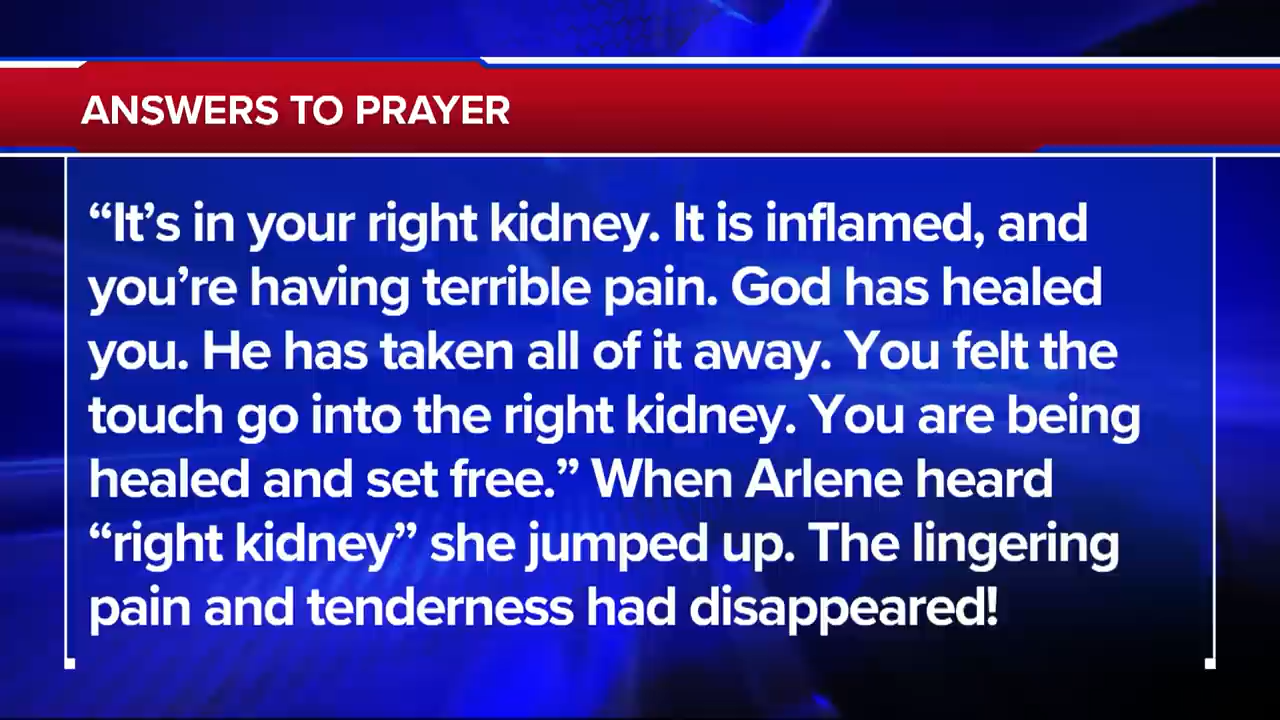 ANSWERS TO PRAYER
“It’s in your right kidney. It is inflamed, and
you’re having terrible pain. God has healed
you. He has taken all of it away. You felt the
touch go into the right kidney. You are being
healed and set free.” When Arlene heard
“right kidney” she jumped up. The lingering
pain and tenderness had disappeared!